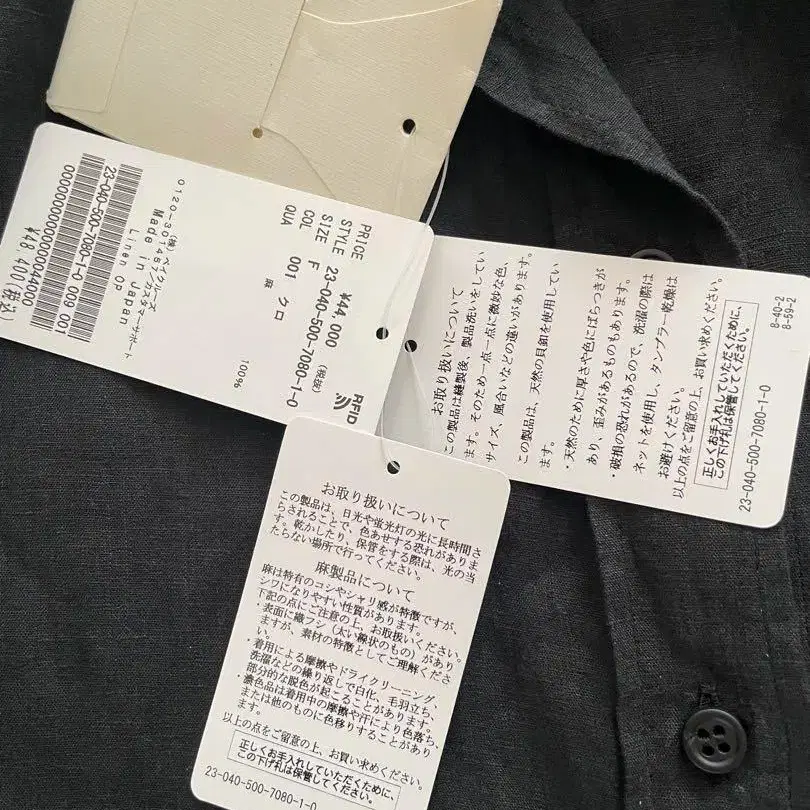 PRICE ¥44,000 (税抜)
STYLE 23-040-500-7080-1-0
SIZE F
COL 001 クロ
QUA 麻 100%
RFID
(株)ベイクルーズ
0120-301457 カスタマーサポート
Made in Japan
Linen OP
23-040-500-7080-1-0 009 001
¥48,400(税込)
お取り扱いについて
この製品は縫製後、製品洗いをしてい
ます。そのため一点一点に微妙な色、
サイズ、風合いなどの違いがあります。
この製品は、天然の貝釦を使用してい
ます。
・天然のために厚さや色にばらつきが
あり、歪みがあるものもあります。
・破損の恐れがあるので、洗濯の際は
ネットを使用し、タンブラー乾燥は
お避けください。
以上の点をご留意の上、お買い求めください。
正しくお手入れしていただくために、
この下げ札は保管してください。
23-040-500-7080-1-0
8-40-2
8-59-2
お取り扱いについて
この製品は、日光や蛍光灯の光に長時間さ
らされることで、色あせする恐れがありま
す。乾かしたり、保管をする際は、光の当
たらない場所で行ってください。
麻製品について
麻は特有のコシやシャリ感が特徴ですが、
シワになりやすい性質があります。
下記の点にご注意の上、お取扱いください。
・表面に織フシ（太い線状のもの）があり
ますが、素材の特徴としてご理解くださ
い。
・着用による摩擦やドライクリーニング、
洗濯などの繰り返しで白化、毛羽立ち、
部分的な脱色が起こることがあります。
・濃色品は着用中の摩擦や汗により色落ち、
または他のものに色移りすることがあり
ます。
以上の点をご留意の上、お買い求めください。
正しくお手入れしていただくために、
この下げ札は保管してください。
23-040-500-7080-1-0